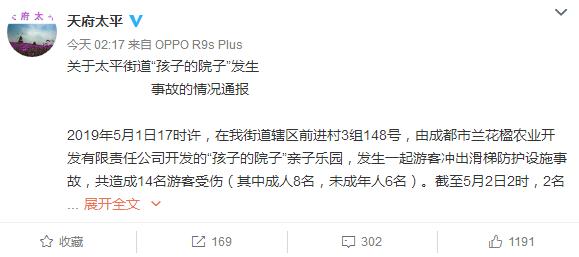 府太
天府太平
今天 02:17 来自 OPPO R9s Plus
关于太平街道“孩子的院子”发生
事故的情况通报
2019年5月1日17时许，在我街道辖区前进村3组148号，由成都市兰花楹农业开
发有限责任公司开发的“孩子的院子”亲子乐园，发生一起游客冲出滑梯防护设施事
故，共造成14名游客受伤（其中成人8名，未成年人6名）。截至5月2日2时，2名
... 展开全文
收藏
169
302
1191